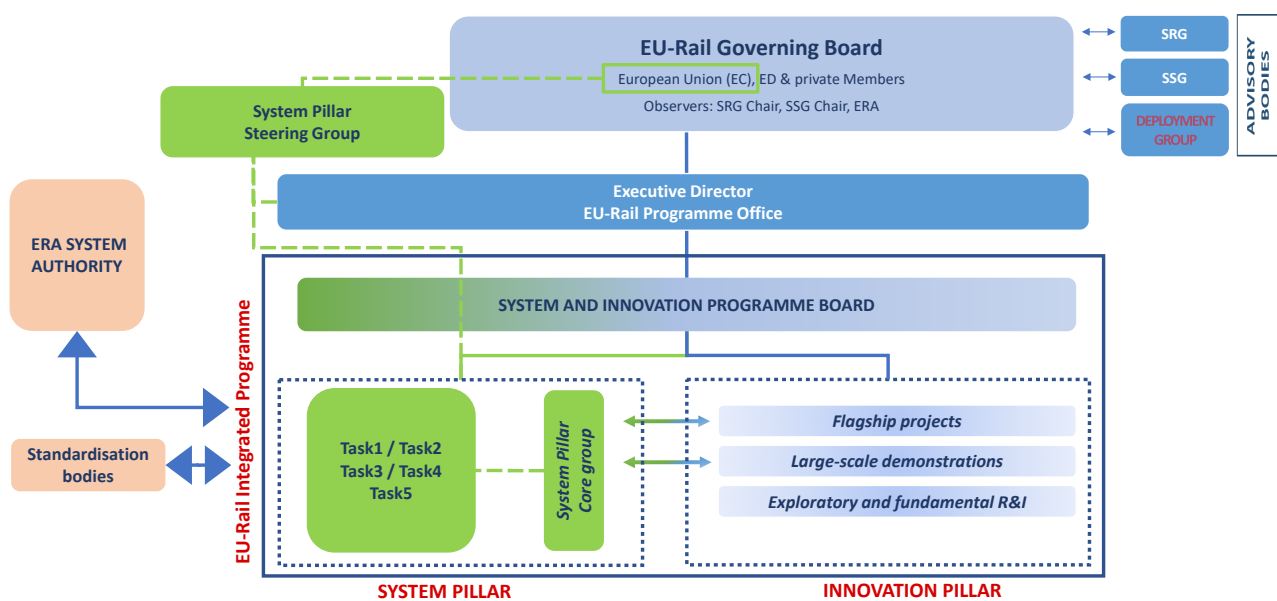 EU-Rail Governing Board
European Union (EC), ED & private Members
Observers: SRG Chair, SSG Chair, ERA
SRG
SSG
DEPLOYMENT
GROUP
ADVISORY
BODIES
System Pillar
Steering Group
Executive Director
EU-Rail Programme Office
ERA SYSTEM
AUTHORITY
SYSTEM AND INNOVATION PROGRAMME BOARD
EU-Rail Integrated Programme
Standardisation
bodies
Task1 / Task2
Task3 / Task4
Task5
System Pillar
Core group
Flagship projects
Large-scale demonstrations
Exploratory and fundamental R&I
SYSTEM PILLAR
INNOVATION PILLAR